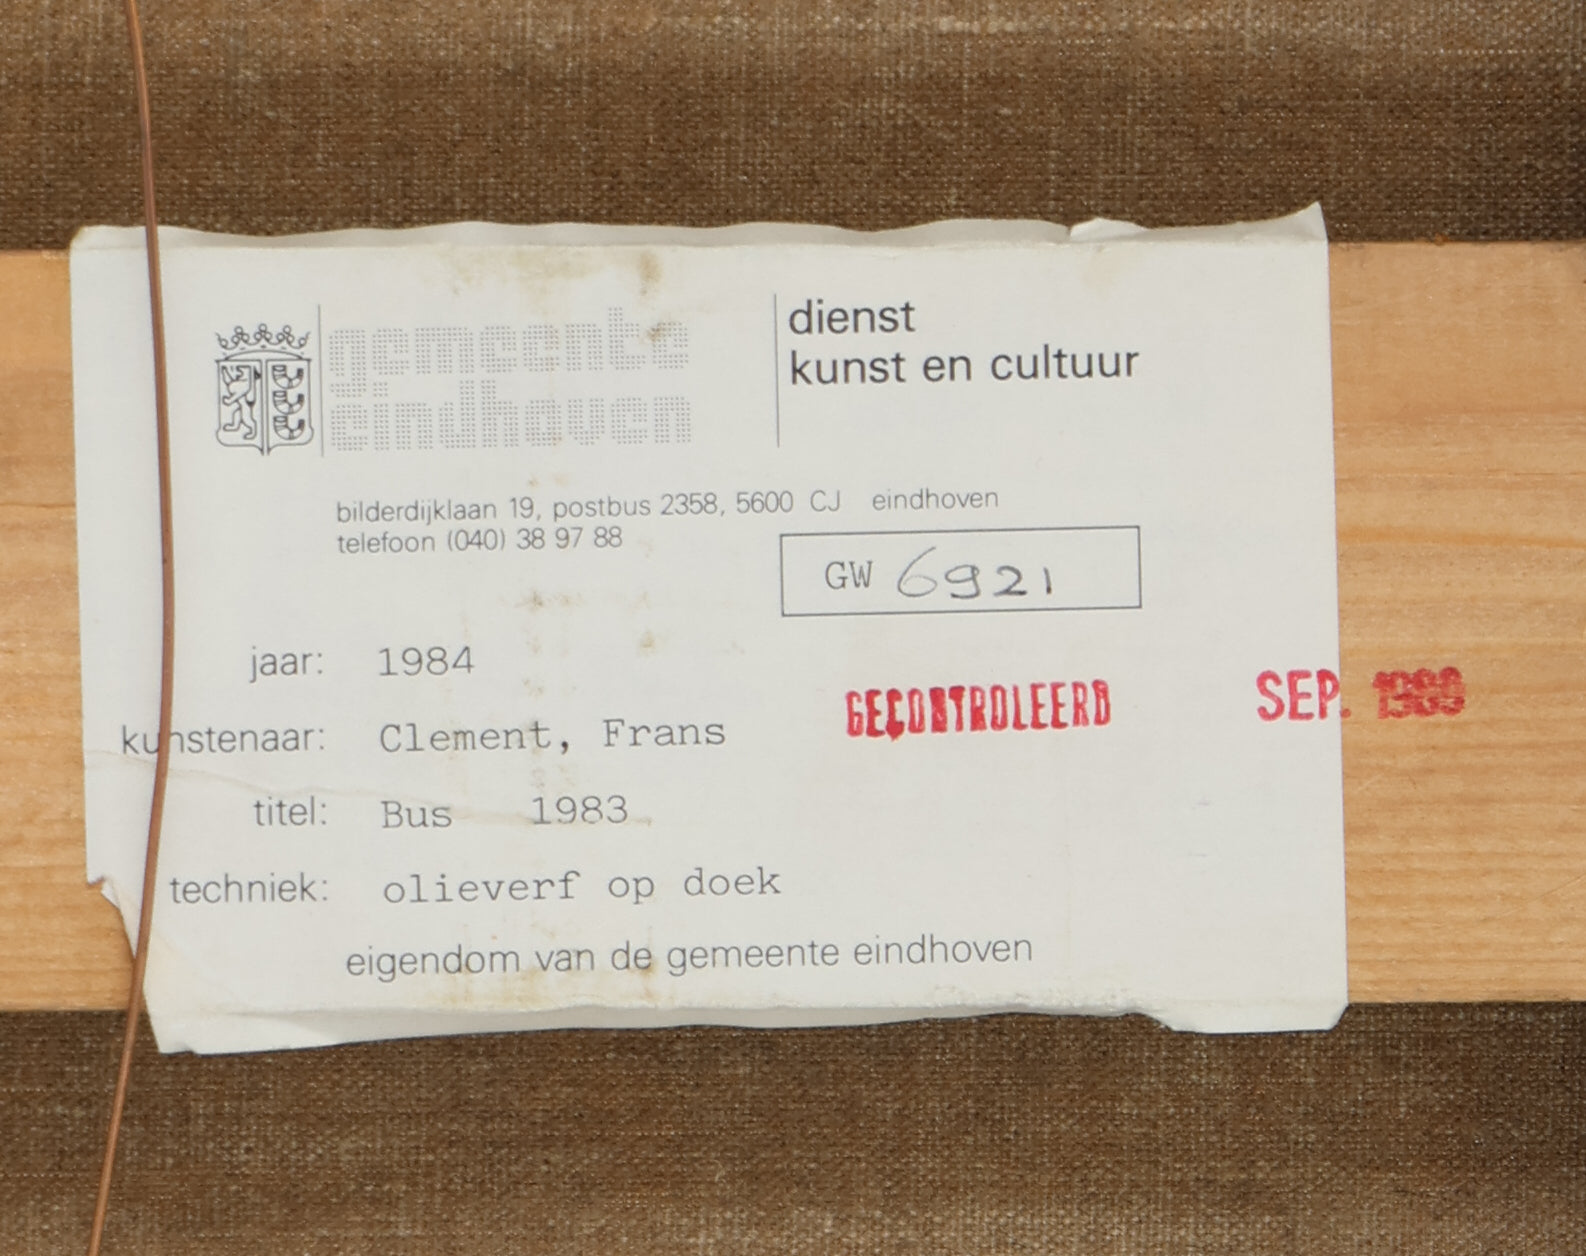 gemeente
eindhoven
dienst
kunst en cultuur
bilderdijklaan 19, postbus 2358, 5600 CJ eindhoven
telefoon (040) 38 97 88
GW 6921
jaar: 1984
GECONTROLEERD SEP.
kunstenaar: Clement, Frans
titel: Bus 1983
techniek: olieverf op doek
eigendom van de gemeente eindhoven